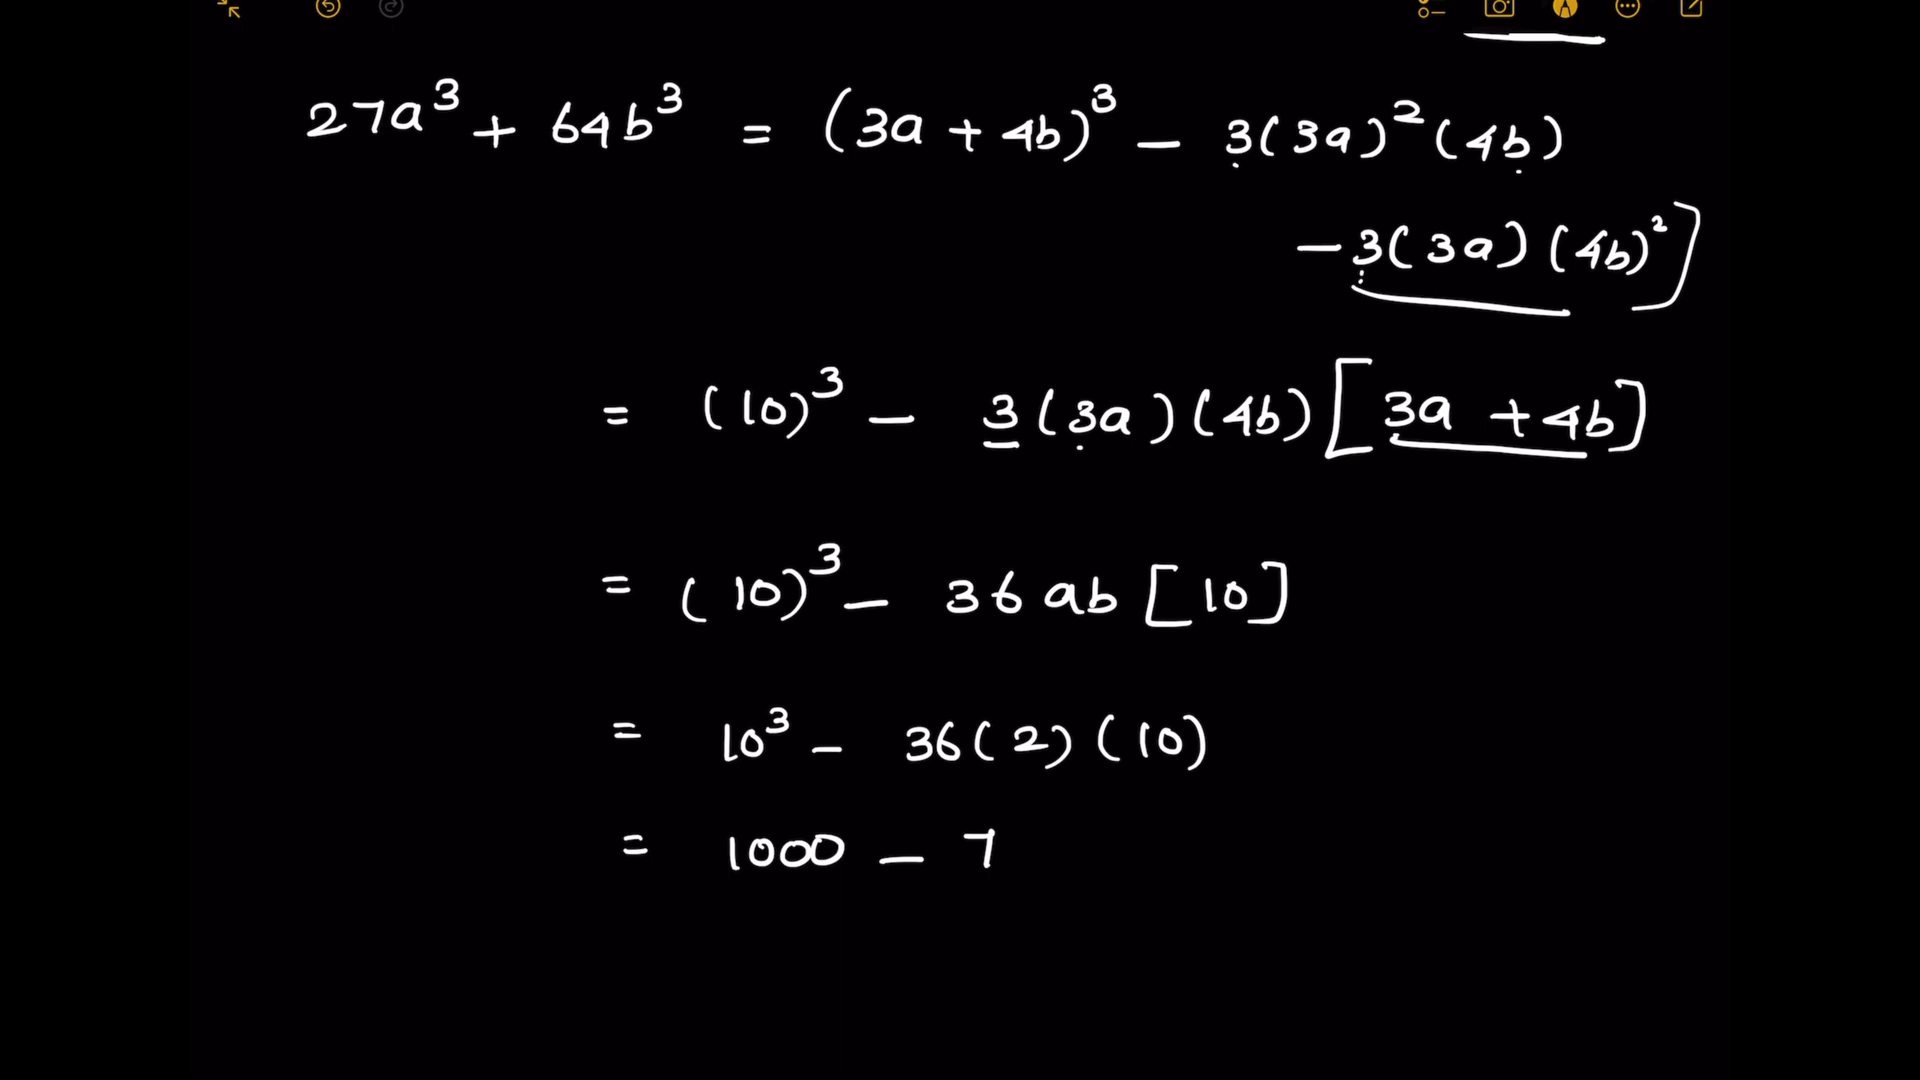 27a³ + 64b³ = (3a + 4b)³ - 3(3a)²(4b)
- 3(3a)(4b)²]
= (10)³ - 3(3a)(4b)[3a + 4b]
= (10)³ - 36ab[10]
= 10³ - 36(2)(10)
= 1000 - 7